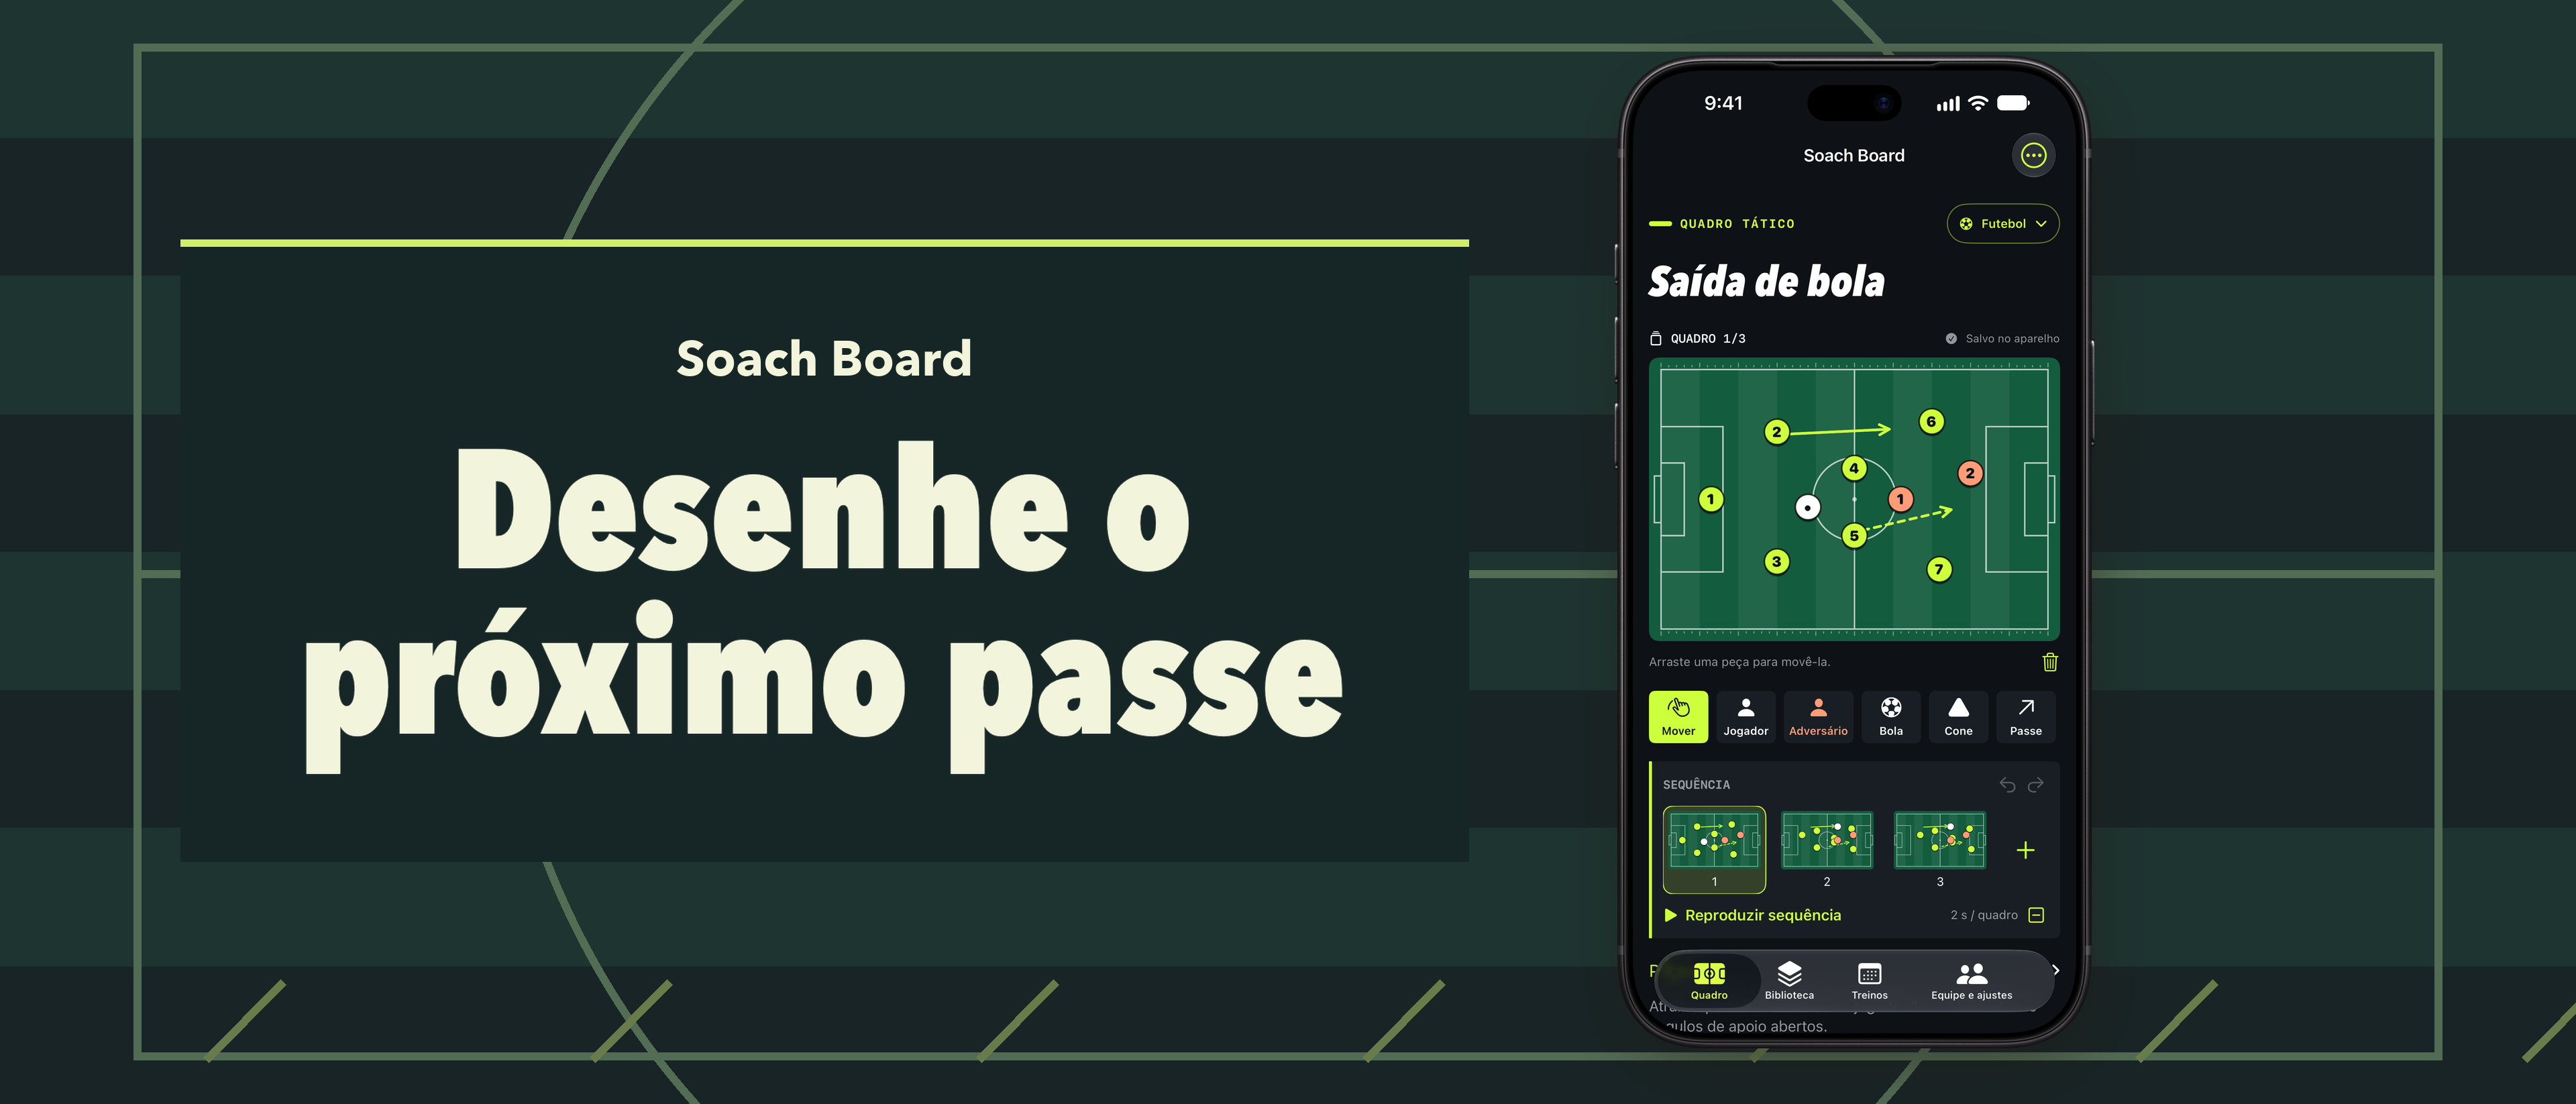 Soach Board
Desenhe o
próximo passe
9:41
Soach Board
QUADRO TÁTICO
Futebol
Saída de bola
QUADRO 1/3
Salvo no aparelho
2
6
4
2
1
1
5
3
7
Arraste uma peça para movê-la.
Mover
Jogador
Adversário
Bola
Cone
Passe
SEQUÊNCIA
1
2
3
Reproduzir sequência
2 s / quadro
Quadro
Biblioteca
Treinos
Equipe e ajustes
de apoio abertos.